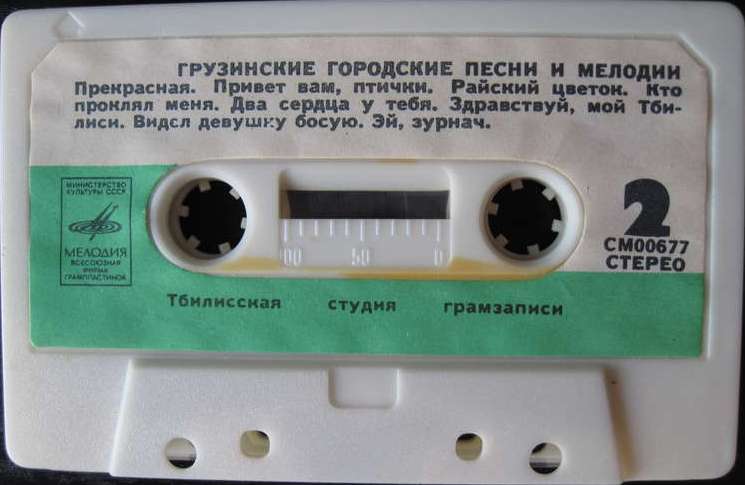 ГРУЗИНСКИЕ ГОРОДСКИЕ ПЕСНИ И МЕЛОДИИ
Прекрасная. Привет вам, птички. Райский цветок. Кто
проклял меня. Два сердца у тебя. Здравствуй, мой Тби-
лиси. Видел девушку босую. Эй, зурнач.
МИНИСТЕРСТВО
КУЛЬТУРЫ СССР
МЕЛОДИЯ
ВСЕСОЮЗНАЯ
ФИРМА
ГРАМПЛАСТИНОК
2
СМ00677
СТЕРЕО
00 50 0
Тбилисская студия грамзаписи